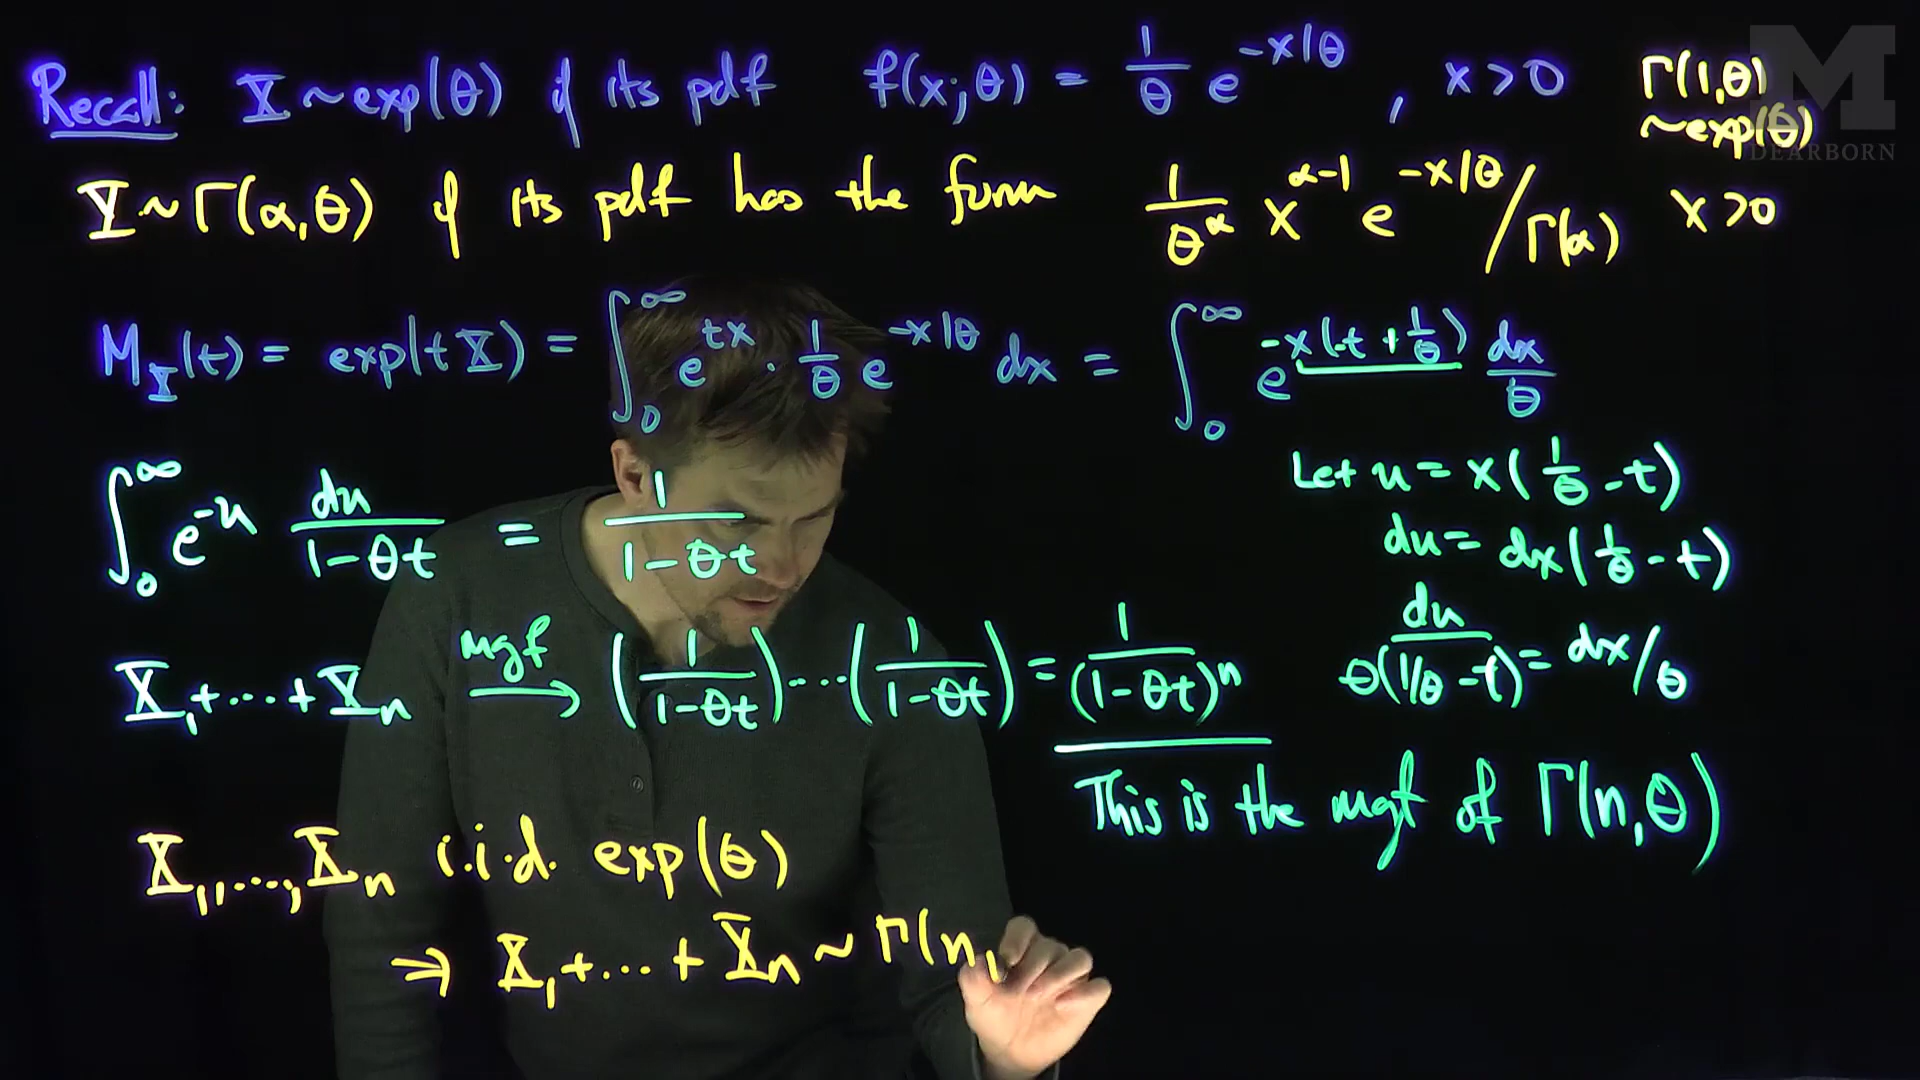 Recall: X ~ exp(θ) if its pdf f(x;θ) = 1/θ e^{-x/θ} , x > 0
Γ(1,θ)
~ exp(θ)
M
DEARBORN
X ~ Γ(α,θ) if its pdf has the form 1/θ^α x^{α-1} e^{-x/θ} / Γ(α) x > 0
M_X(t) = exp(tX) = ∫_0^∞ e^{tx} · 1/θ e^{-x/θ} dx = ∫_0^∞ e^{-x(-t + 1/θ)} dx/θ
Let u = x(1/θ - t)
∫_0^∞ e^{-u} du/(1-θt) = 1/(1-θt)
du = dx(1/θ - t)
du/(θ(1/θ - t)) = dx/θ
X_1 + ··· + X_n mgf → (1/(1-θt)) ··· (1/(1-θt)) = 1/(1-θt)^n
This is the mgf of Γ(n,θ)
X_1, ..., X_n i.i.d. exp(θ)
⇒ X_1 + ··· + X_n ~ Γ(n,